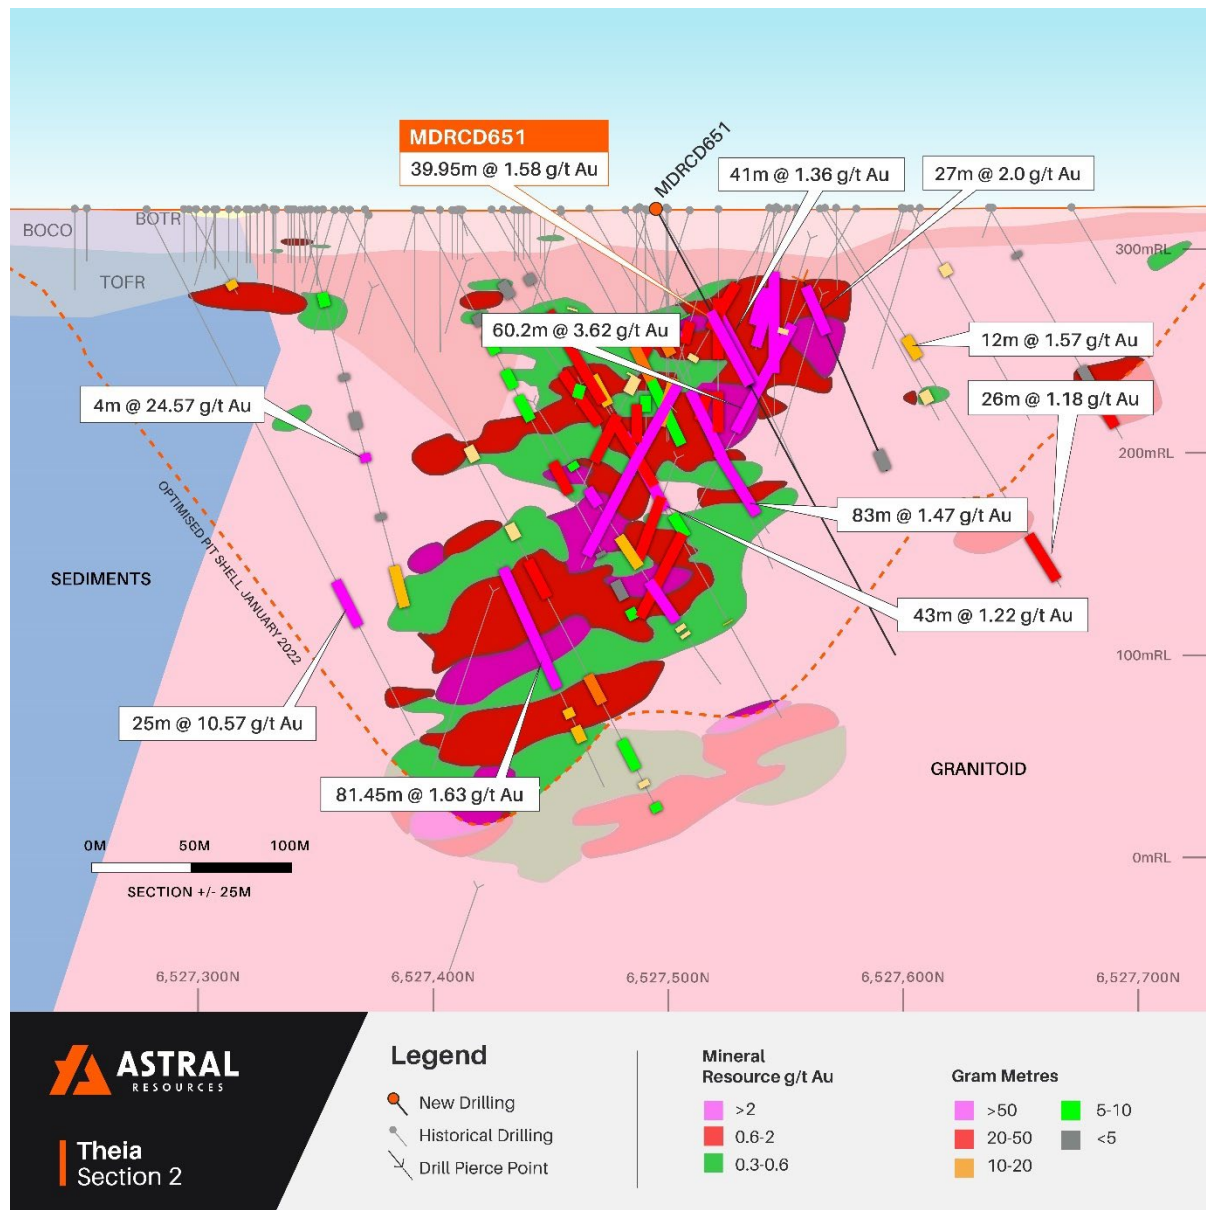 MDRCD651
39.95m @ 1.58 g/t Au
MDRCD651
41m @ 1.36 g/t Au
27m @ 2.0 g/t Au
BOCO
BOTR
TOFR
300mRL
60.2m @ 3.62 g/t Au
12m @ 1.57 g/t Au
4m @ 24.57 g/t Au
26m @ 1.18 g/t Au
200mRL
83m @ 1.47 g/t Au
OPTIMISED PIT SHELL JANUARY 2022
SEDIMENTS
43m @ 1.22 g/t Au
100mRL
25m @ 10.57 g/t Au
GRANITOID
81.45m @ 1.63 g/t Au
0M 50M 100M
SECTION +/- 25M
0mRL
6,527,300N 6,527,400N 6,527,500N 6,527,600N 6,527,700N
ASTRAL
RESOURCES
Theia
Section 2
Legend
New Drilling
Historical Drilling
Drill Pierce Point
Mineral
Resource g/t Au
>2
0.6-2
0.3-0.6
Gram Metres
>50
20-50
10-20
5-10
<5